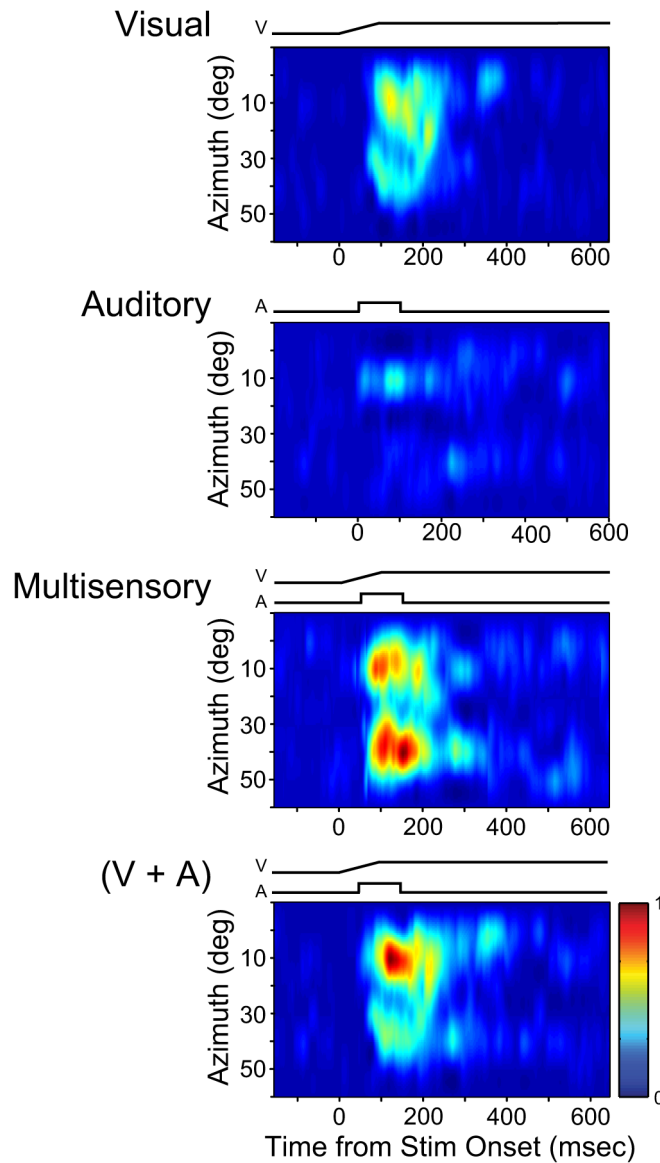 Visual
V
Azimuth (deg)
10
30
50
0 200 400 600
Auditory
A
Azimuth (deg)
10
30
50
0 200 400 600
Multisensory
V
A
Azimuth (deg)
10
30
50
0 200 400 600
(V + A)
V
A
Azimuth (deg)
10
30
50
0 200 400 600
1
0
Time from Stim Onset (msec)